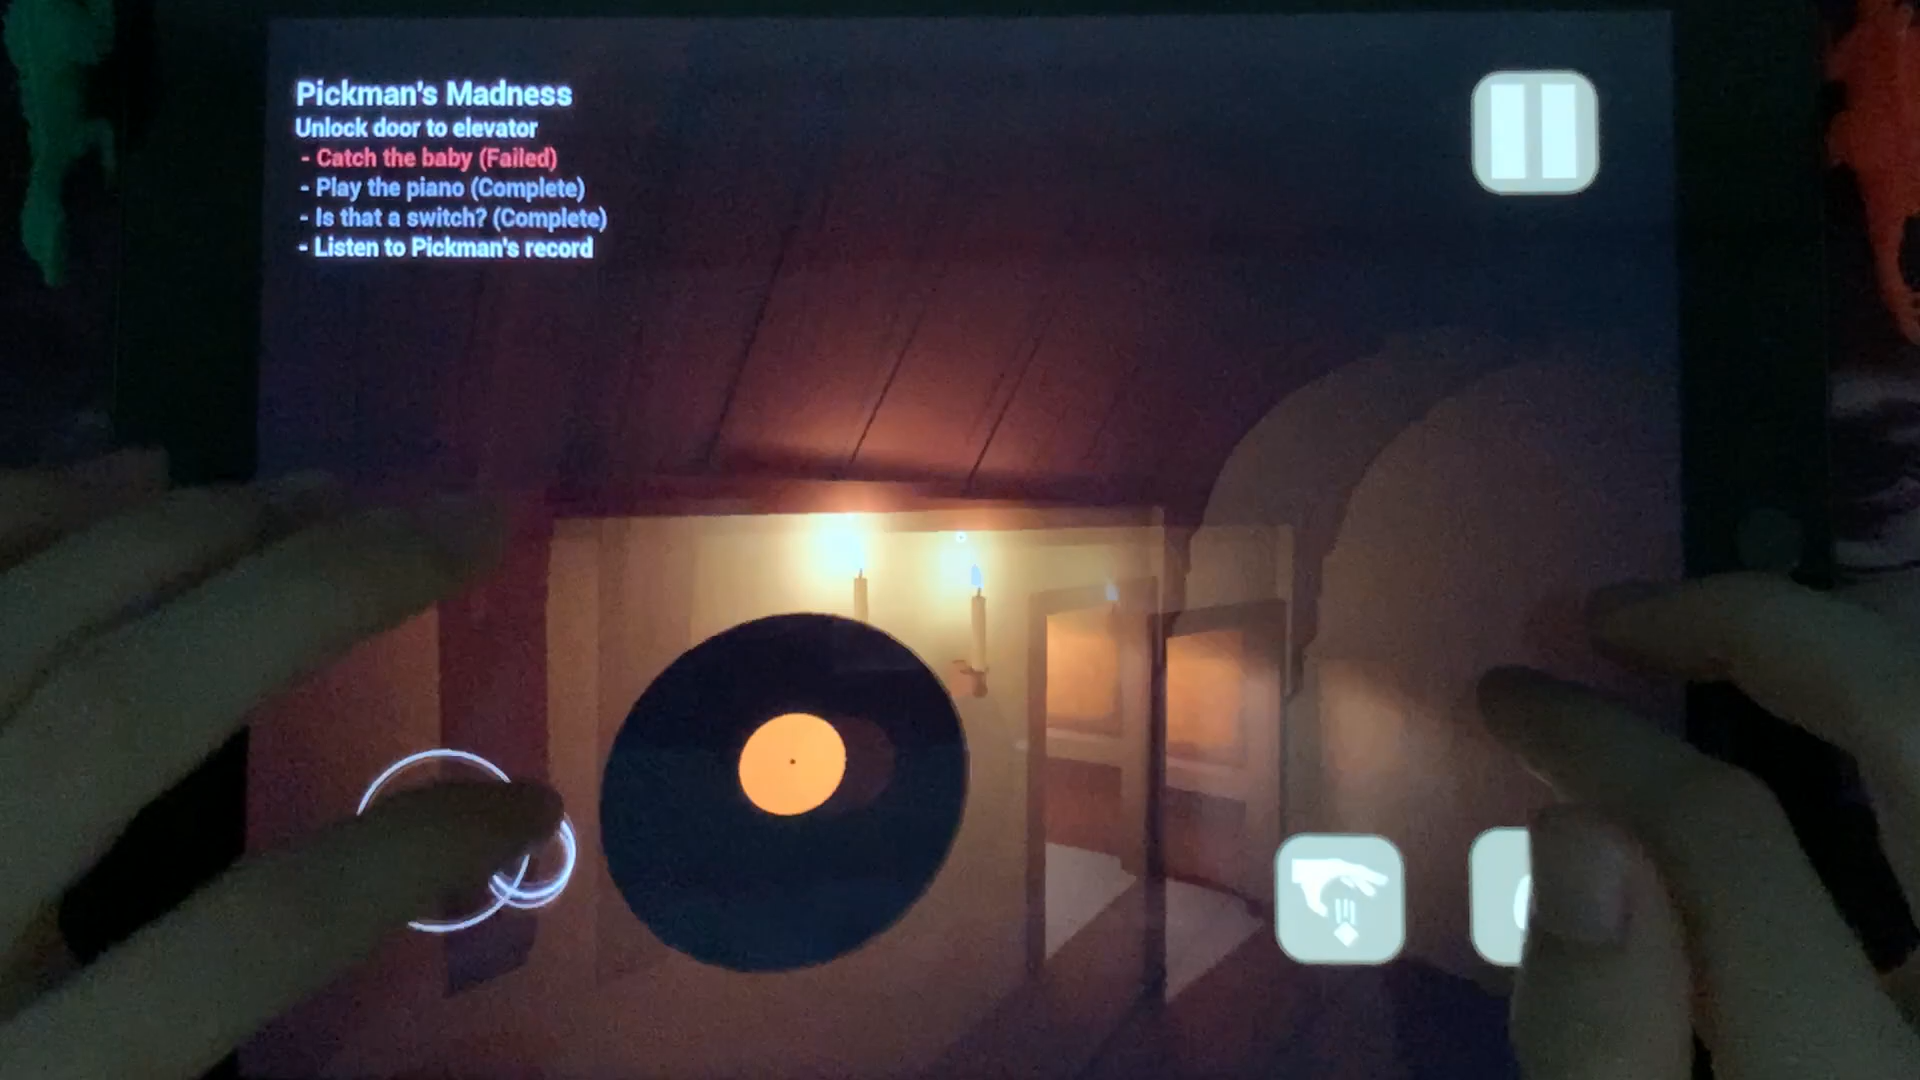 Pickman's Madness
Unlock door to elevator
- Catch the baby (Failed)
- Play the piano (Complete)
- Is that a switch? (Complete)
- Listen to Pickman's record